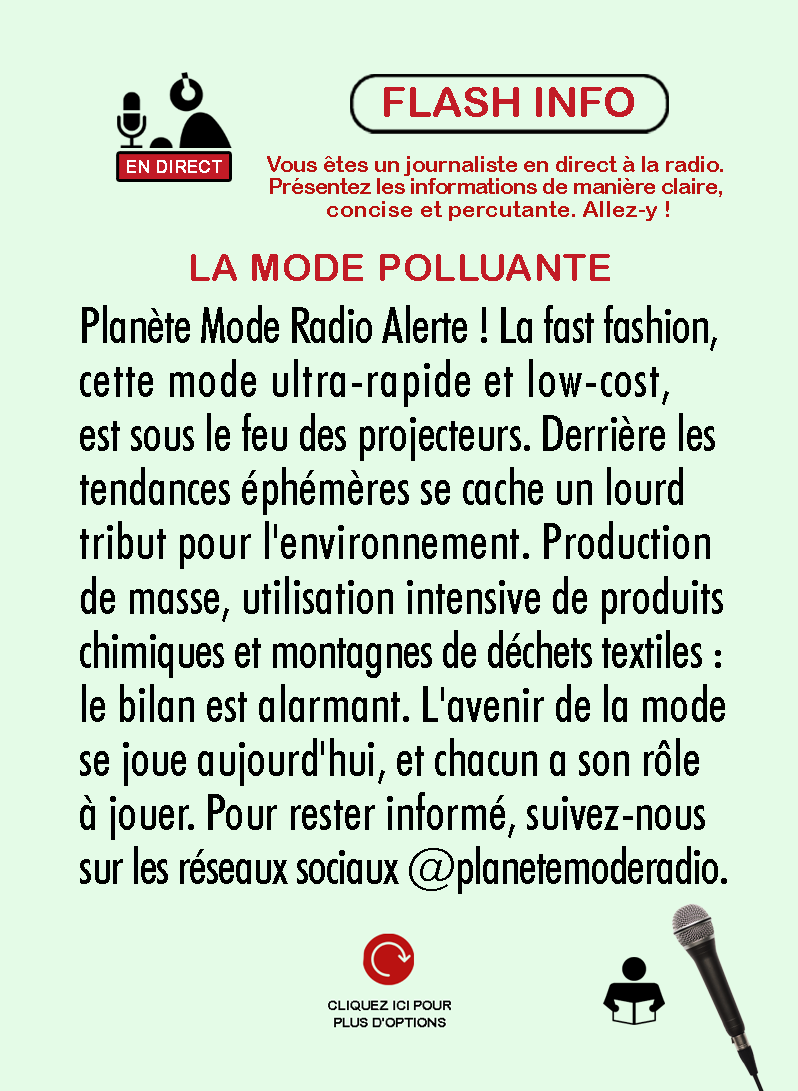 FLASH INFO
EN DIRECT
Vous êtes un journaliste en direct à la radio.
Présentez les informations de manière claire,
concise et percutante. Allez-y !
LA MODE POLLUANTE
Planète Mode Radio Alerte ! La fast fashion,
cette mode ultra-rapide et low-cost,
est sous le feu des projecteurs. Derrière les
tendances éphémères se cache un lourd
tribut pour l'environnement. Production
de masse, utilisation intensive de produits
chimiques et montagnes de déchets textiles :
le bilan est alarmant. L'avenir de la mode
se joue aujourd'hui, et chacun a son rôle
à jouer. Pour rester informé, suivez-nous
sur les réseaux sociaux @planetemoderadio.
CLIQUEZ ICI POUR
PLUS D'OPTIONS